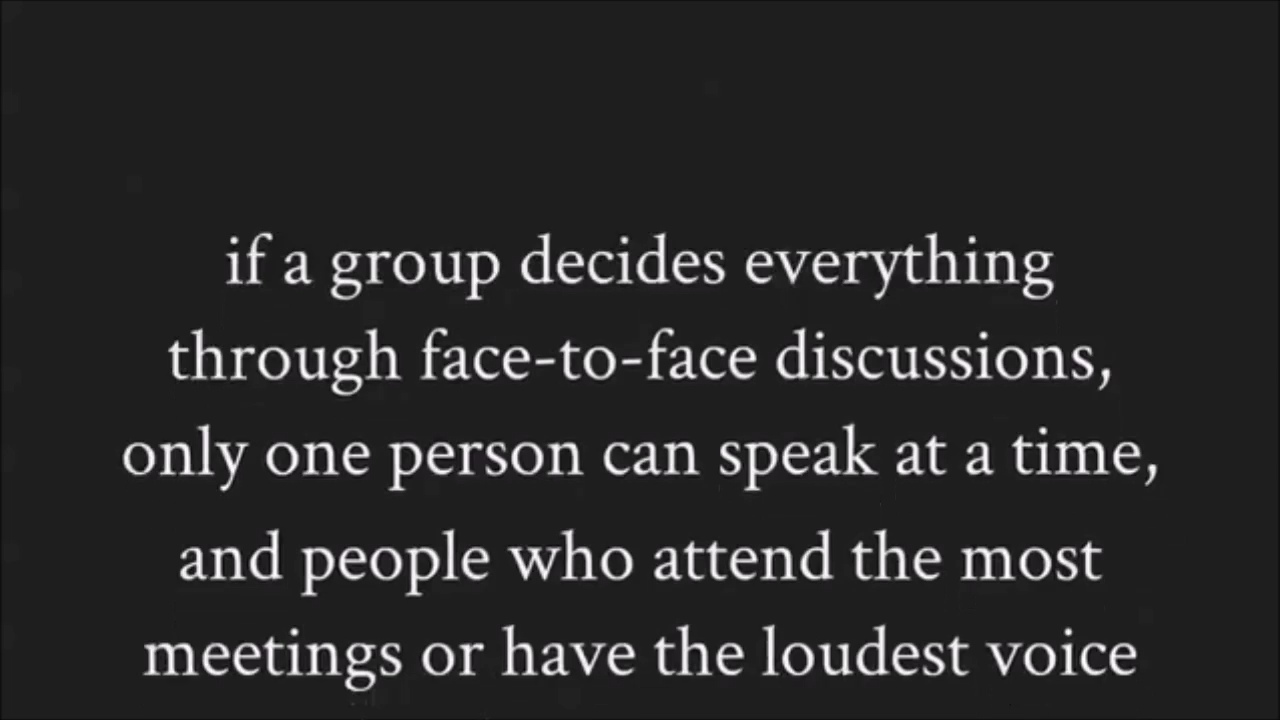 if a group decides everything
through face-to-face discussions,
only one person can speak at a time,
and people who attend the most
meetings or have the loudest voice